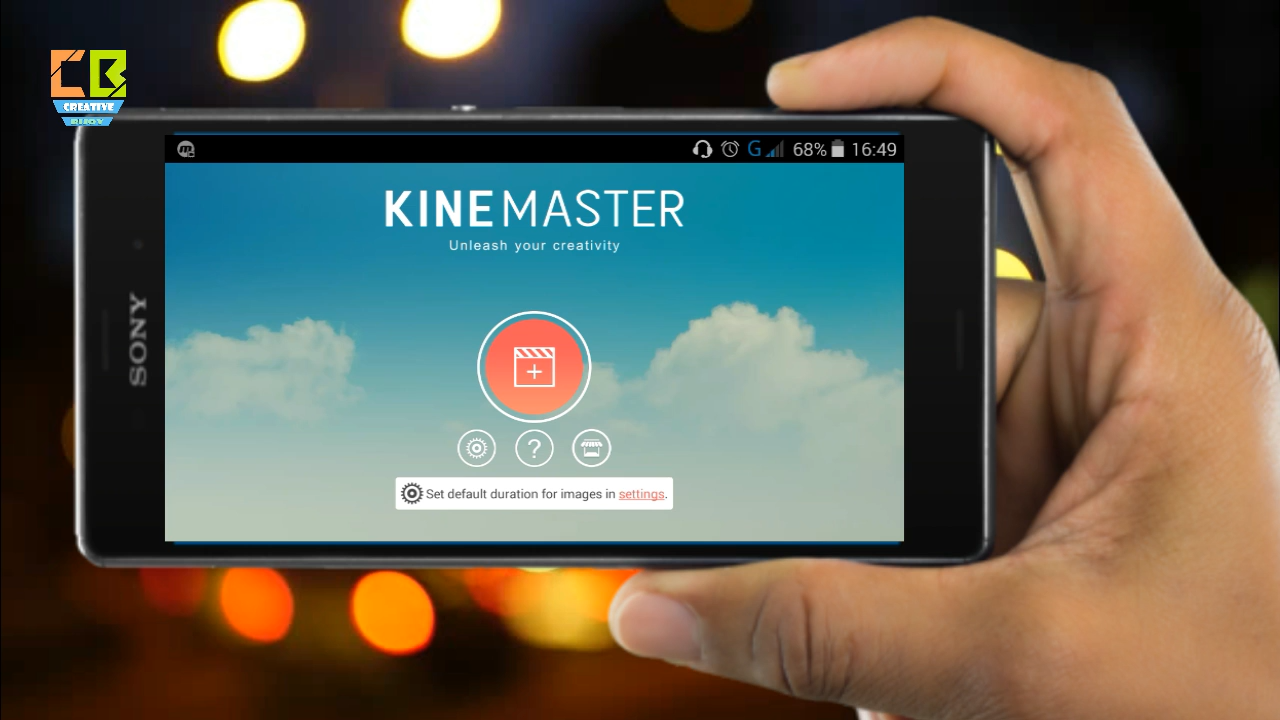 CB
CREATIVE
SONY
G 68% 16:49
KINEMASTER
Unleash your creativity
?
Set default duration for images in settings.